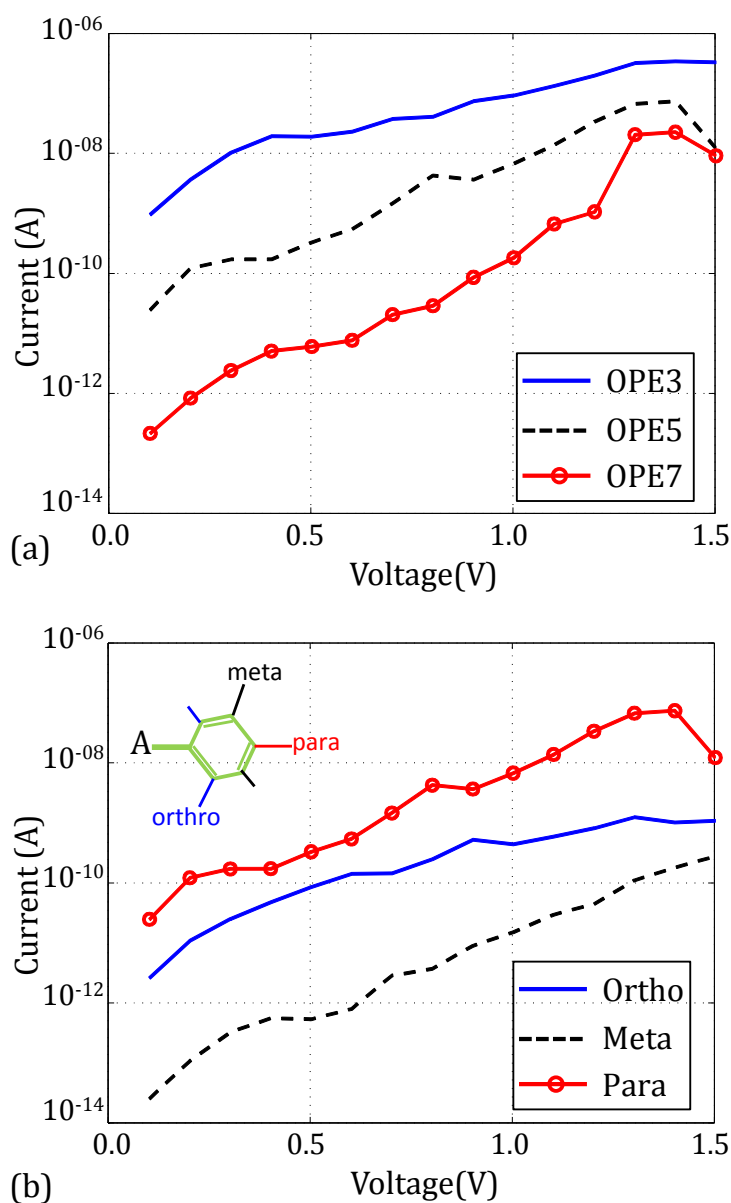 10-06
10-08
10-10
10-12
10-14
Current (A)
0.0 0.5 1.0 1.5
Voltage(V)
OPE3
OPE5
OPE7
(a)
10-06
10-08
10-10
10-12
10-14
Current (A)
meta
A
para
orthro
Ortho
Meta
Para
0.0 0.5 1.0 1.5
Voltage(V)
(b)